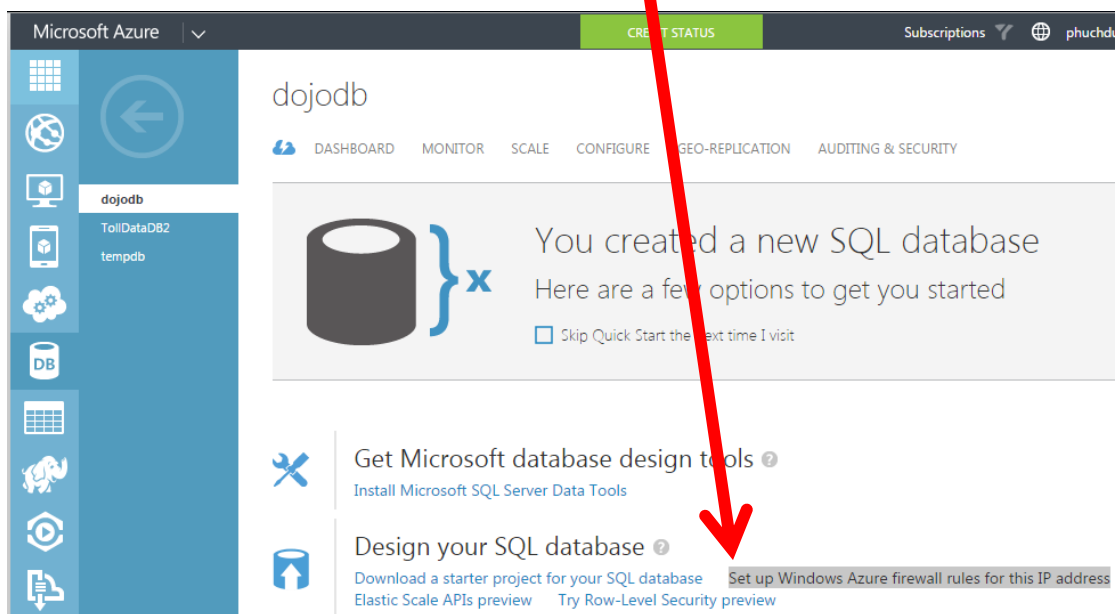 Microsoft Azure
CREDIT STATUS
Subscriptions
phuchdu
dojodb
DASHBOARD MONITOR SCALE CONFIGURE GEO-REPLICATION AUDITING & SECURITY
dojodb
TollDataDB2
tempdb
x
You created a new SQL database
Here are a few options to get you started
Skip Quick Start the next time I visit
DB
Get Microsoft database design tools ?
Install Microsoft SQL Server Data Tools
Design your SQL database ?
Download a starter project for your SQL database Set up Windows Azure firewall rules for this IP address
Elastic Scale APIs preview Try Row-Level Security preview